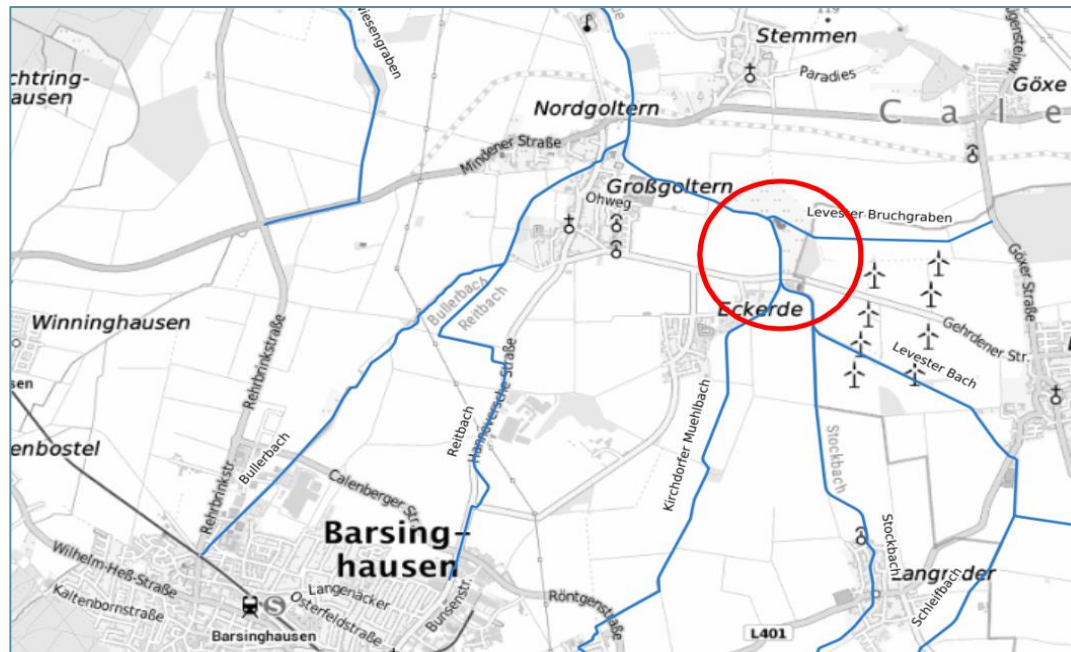 Wiesengraben
119
Stemmen
Paradies
Göxe
Nordgoltern
C a l e
Mindener Straße
Großgoltern
Ohweg
Levester Bruchgraben
Bullerbach
Reitbach
Eckerde
Göxer Straße
Winninghausen
Gehrdener Str.
Levester Bach
Rehrbrinkstraße
Hannoversche Straße
Reitbach
Kirchdorfer Muehlbach
Stockbach
enbostel
Bullerbach
Rehrbrinkstr.
Calenberger Str.
Barsing-
hausen
Stockbach
Langreder
Schleifbach
Wilhelm-Heß-Straße
Kaltenbornstraße
Langenäcker
Osterfeldstraße
Bunsenstr.
Röntgenstraße
S
Barsinghausen
L401